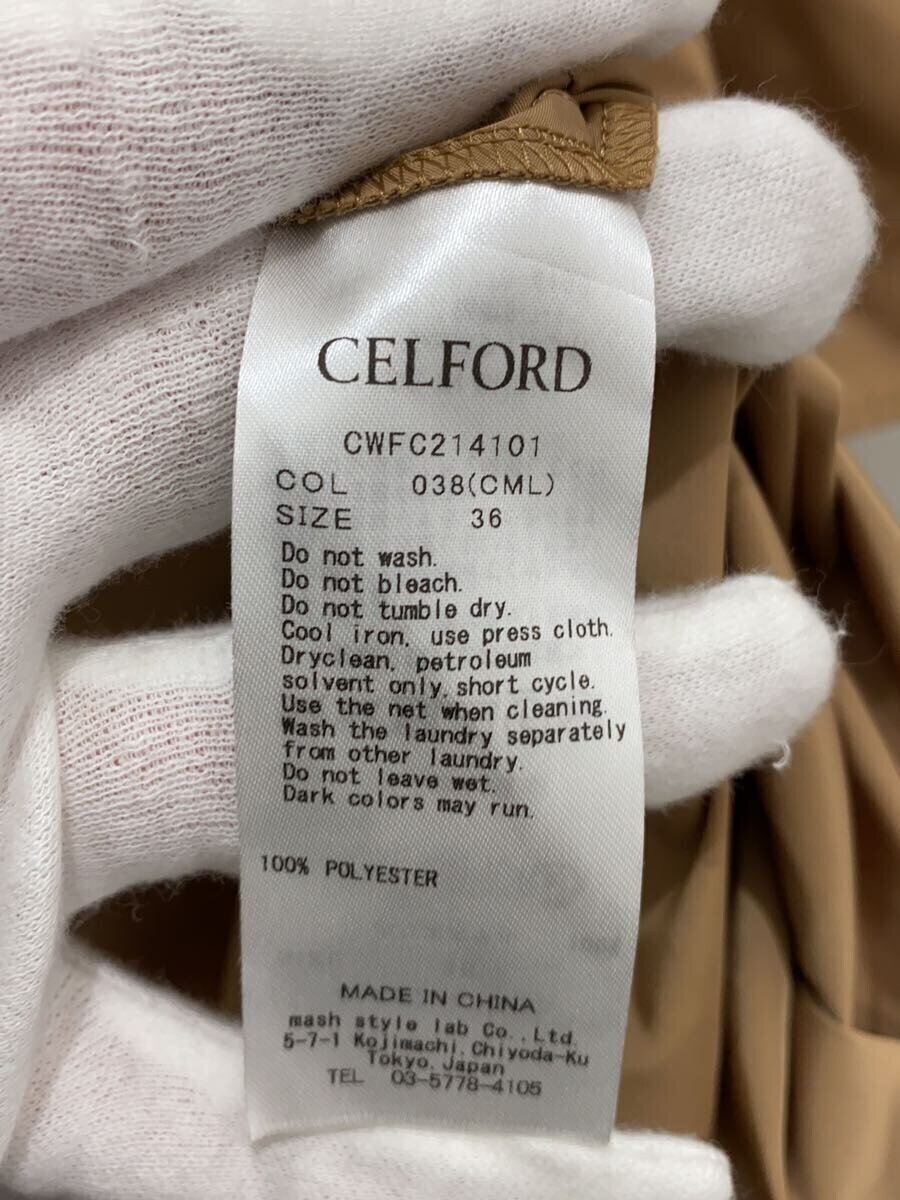 CELFORD
CWFC214101
COL 038(CML)
SIZE 36
Do not wash.
Do not bleach.
Do not tumble dry.
Cool iron, use press cloth.
Dryclean, petroleum
solvent only, short cycle.
Use the net when cleaning.
Wash the laundry separately
from other laundry.
Do not leave wet.
Dark colors may run.
100% POLYESTER
MADE IN CHINA
mash style lab Co.,Ltd.
5-7-1 Kojimachi,Chiyoda-Ku
Tokyo,Japan
TEL 03-5778-4105